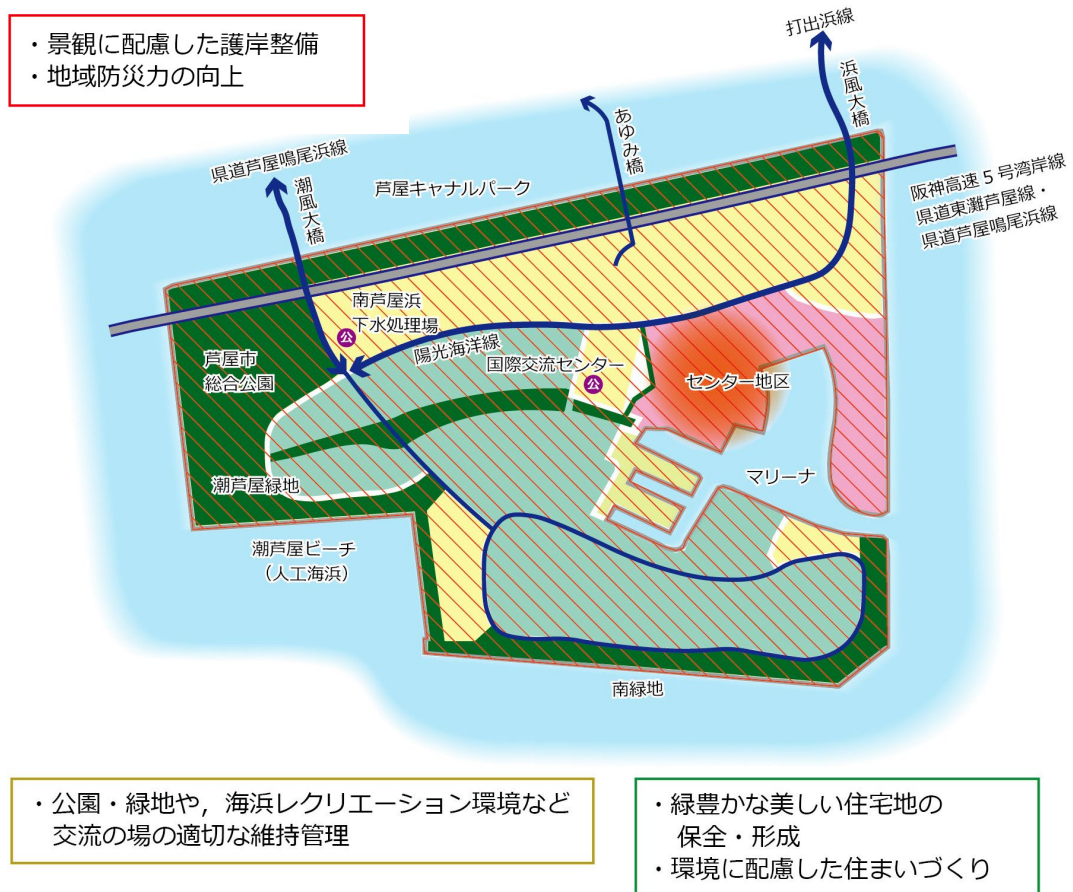 ・景観に配慮した護岸整備
・地域防災力の向上
打出浜線
浜風大橋
あゆみ橋
県道芦屋鳴尾浜線
潮風大橋
芦屋キャナルパーク
阪神高速5号湾岸線
県道東灘芦屋線・
県道芦屋鳴尾浜線
南芦屋浜
下水処理場
公
陽光海洋線
国際交流センター
公
センター地区
芦屋市
総合公園
マリーナ
潮芦屋緑地
潮芦屋ビーチ
（人工海浜）
南緑地
・公園・緑地や，海浜レクリエーション環境など
交流の場の適切な維持管理
・緑豊かな美しい住宅地の
保全・形成
・環境に配慮した住まいづくり